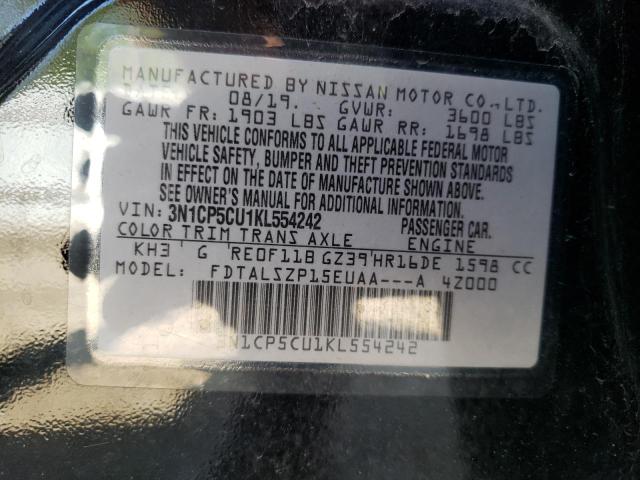 MANUFACTURED BY NISSAN MOTOR CO.,LTD.
DATE: 08/19. GVWR: 3600 LBS
GAWR FR: 1903 LBS GAWR RR: 1698 LBS
THIS VEHICLE CONFORMS TO ALL APPLICABLE FEDERAL MOTOR
VEHICLE SAFETY, BUMPER AND THEFT PREVENTION STANDARDS
IN EFFECT ON THE DATE OF MANUFACTURE SHOWN ABOVE.
SEE OWNER'S MANUAL FOR ADDITIONAL INFORMATION.
VIN: 3N1CP5CU1KL554242 PASSENGER CAR.
COLOR TRIM TRANS AXLE ENGINE
KH3 G RE0F11B GZ39 HR16DE 1598 CC
MODEL: FDTALSZP15EUAA---A 4Z000
3N1CP5CU1KL554242